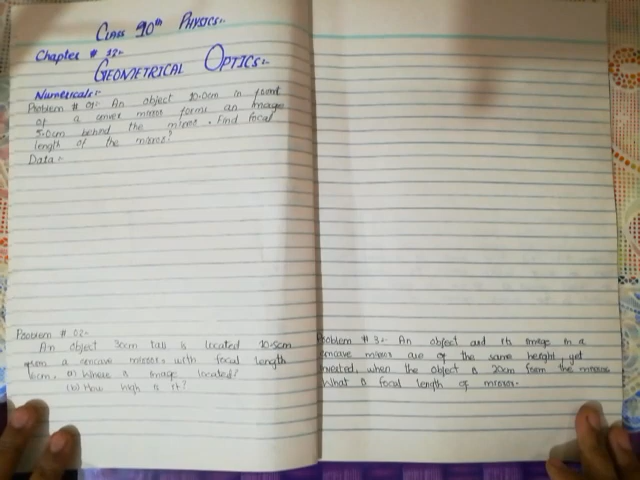 Class 10th Physics:-
Chapter # 12:-
Geometrical Optics:-
Numericals:-
Problem # 01:- An object 10.0cm in front
of a convex mirror forms an image
5.0cm behind the mirror. Find focal
length of the mirror?
Data:-
Problem # 02:-
An object 30cm tall is located 10.5cm
from a concave mirror, with focal length
16cm. (a) Where is image located?
(b) How high is it?
Problem # 3:- An object and its image in a
concave mirror are of the same height, yet
inverted, when the object is 20cm form the mirror.
What is focal length of mirror.